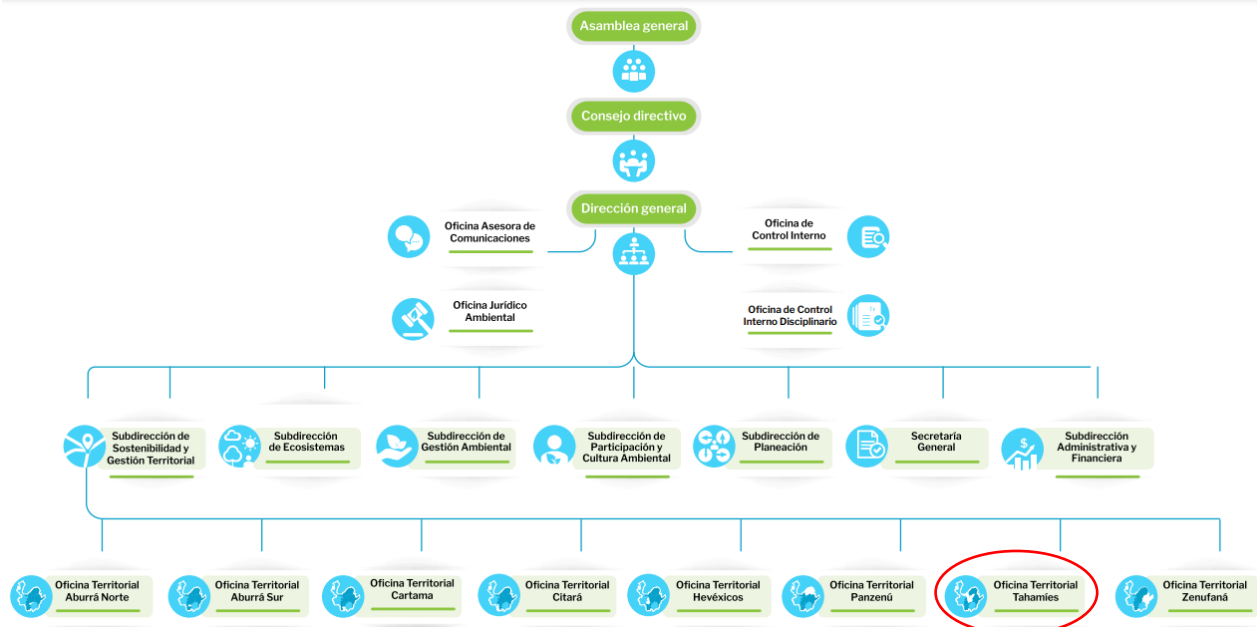 Asamblea general
Consejo directivo
Dirección general
Oficina Asesora de
Comunicaciones
Oficina de
Control Interno
Oficina Jurídico
Ambiental
Oficina de Control
Interno Disciplinario
Subdirección de
Sostenibilidad y
Gestión Territorial
Subdirección
de Ecosistemas
Subdirección de
Gestión Ambiental
Subdirección de
Participación y
Cultura Ambiental
Subdirección de
Planeación
Secretaría
General
Subdirección
Administrativa y
Financiera
Oficina Territorial
Aburrá Norte
Oficina Territorial
Aburrá Sur
Oficina Territorial
Cartama
Oficina Territorial
Citará
Oficina Territorial
Hevéxicos
Oficina Territorial
Panzenú
Oficina Territorial
Tahamíes
Oficina Territorial
Zenufaná